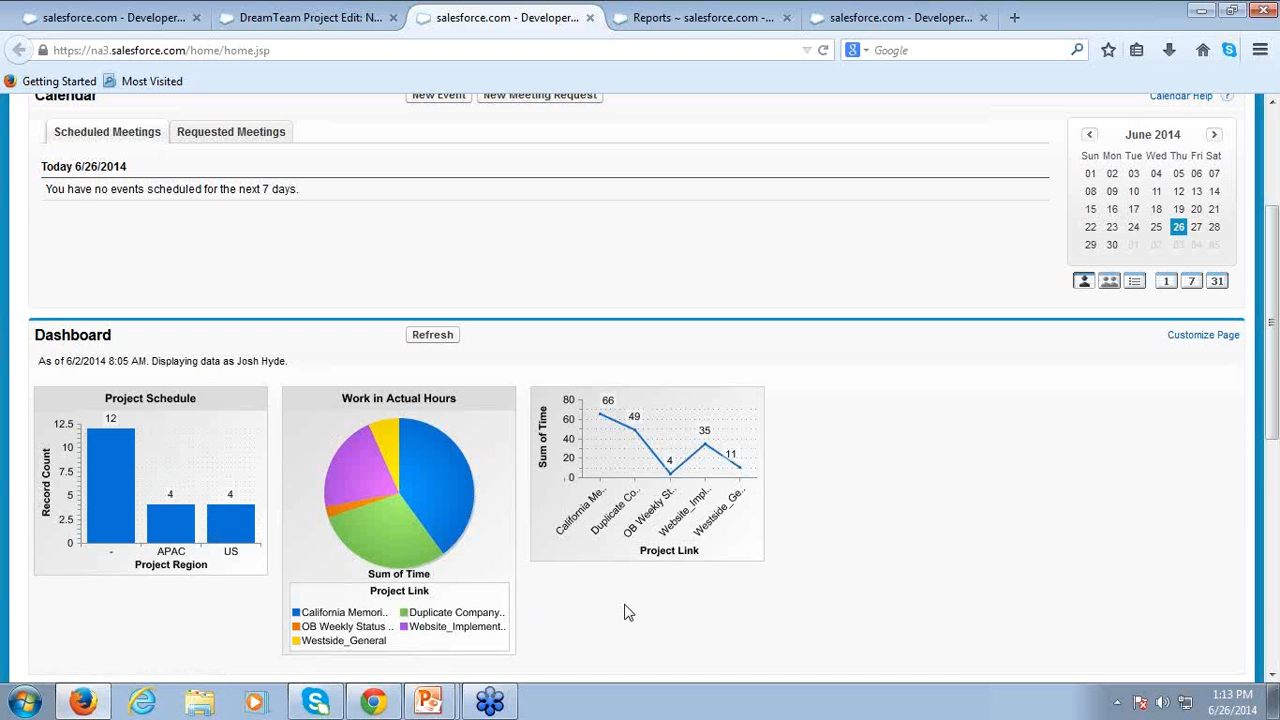 salesforce.com - Developer... × DreamTeam Project Edit: N... × salesforce.com - Developer... × Reports ~ salesforce.com -... × salesforce.com - Developer... × +
https://na3.salesforce.com/home/home.jsp
Google
Getting Started Most Visited
Calendar New Event New Meeting Request Calendar Help ?
Scheduled Meetings Requested Meetings
Today 6/26/2014
You have no events scheduled for the next 7 days.
June 2014
Sun Mon Tue Wed Thu Fri Sat
01 02 03 04 05 06 07
08 09 10 11 12 13 14
15 16 17 18 19 20 21
22 23 24 25 26 27 28
29 30 01 02 03 04 05
1 7 31
Dashboard Refresh Customize Page
As of 6/2/2014 8:05 AM. Displaying data as Josh Hyde.
Project Schedule
Record Count
12.5
10
7.5
5
2.5
0
12 4 4
- APAC US
Project Region
Work in Actual Hours
Sum of Time
Project Link
California Memori.. Duplicate Company..
OB Weekly Status .. Website_Implement..
Westside_General
Sum of Time
80
60
40
20
0
66 49 4 35 11
California Me.. Duplicate Co.. OB Weekly St.. Website_Impl.. Westside_Ge..
Project Link
1:13 PM
6/26/2014